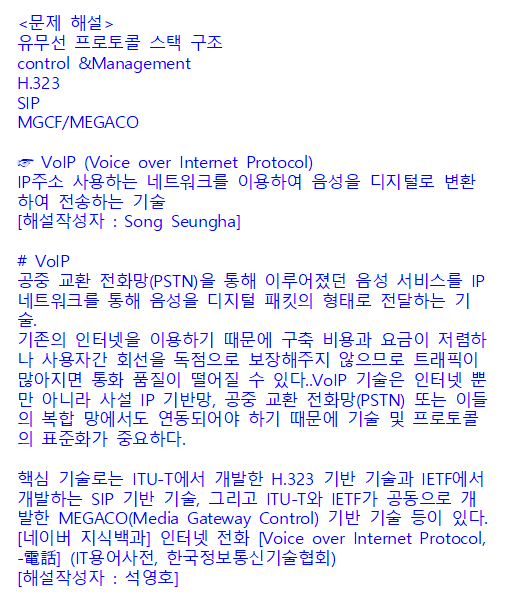 <문제 해설>
유무선 프로토콜 스택 구조
control &Management
H.323
SIP
MGCF/MEGACO
☞ VoIP (Voice over Internet Protocol)
IP주소 사용하는 네트워크를 이용하여 음성을 디지털로 변환
하여 전송하는 기술
[해설작성자 : Song Seungha]
# VoIP
공중 교환 전화망(PSTN)을 통해 이루어졌던 음성 서비스를 IP
네트워크를 통해 음성을 디지털 패킷의 형태로 전달하는 기
술.
기존의 인터넷을 이용하기 때문에 구축 비용과 요금이 저렴하
나 사용자간 회선을 독점으로 보장해주지 않으므로 트래픽이
많아지면 통화 품질이 떨어질 수 있다..VoIP 기술은 인터넷 뿐
만 아니라 사설 IP 기반망, 공중 교환 전화망(PSTN) 또는 이들
의 복합 망에서도 연동되어야 하기 때문에 기술 및 프로토콜
의 표준화가 중요하다.
핵심 기술로는 ITU-T에서 개발한 H.323 기반 기술과 IETF에서
개발하는 SIP 기반 기술, 그리고 ITU-T와 IETF가 공동으로 개
발한 MEGACO(Media Gateway Control) 기반 기술 등이 있다.
[네이버 지식백과] 인터넷 전화 [Voice over Internet Protocol,
-電話] (IT용어사전, 한국정보통신기술협회)
[해설작성자 : 석영호]